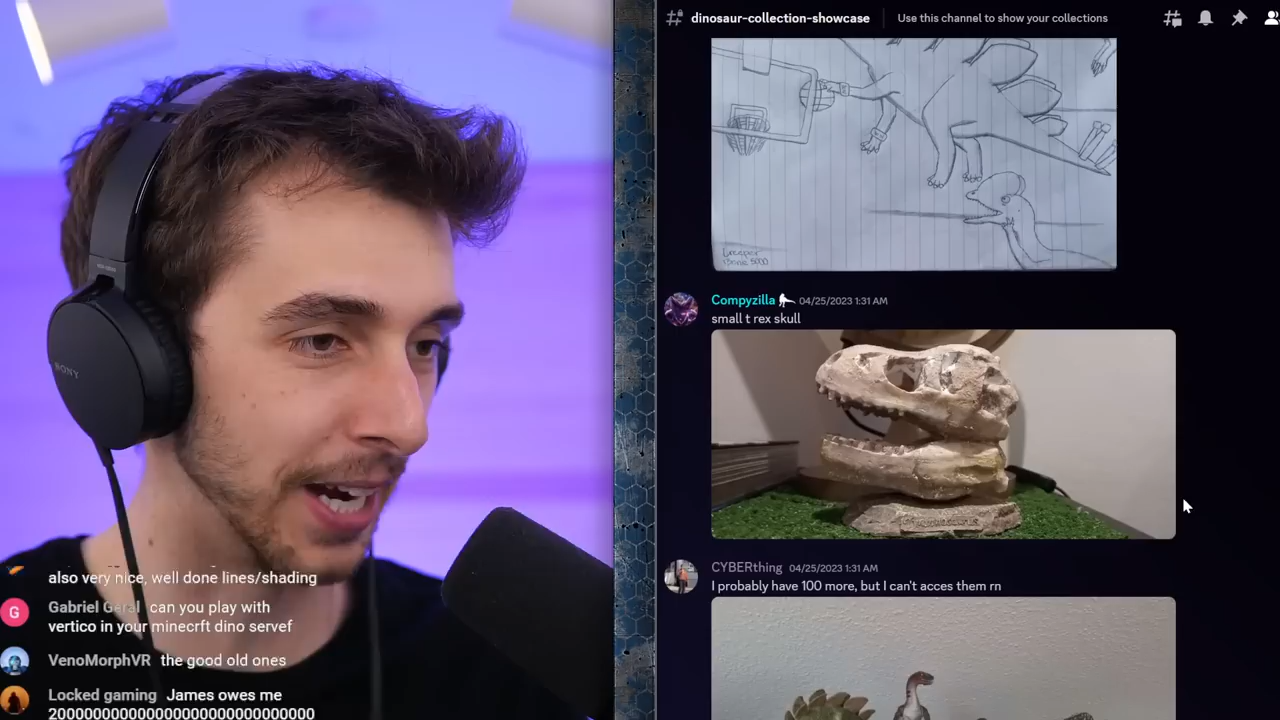 dinosaur-collection-showcase
Use this channel to show your collections
Creeper
Compyzilla 04/25/2023 1:31 AM
small t rex skull
CYBERthing 04/25/2023 1:31 AM
I probably have 100 more, but I can't acces them rn
SONY
also very nice, well done lines/shading
G
Gabriel Geral can you play with
vertico in your minecrft dino servef
VenoMorphVR the good old ones
Locked gaming James owes me